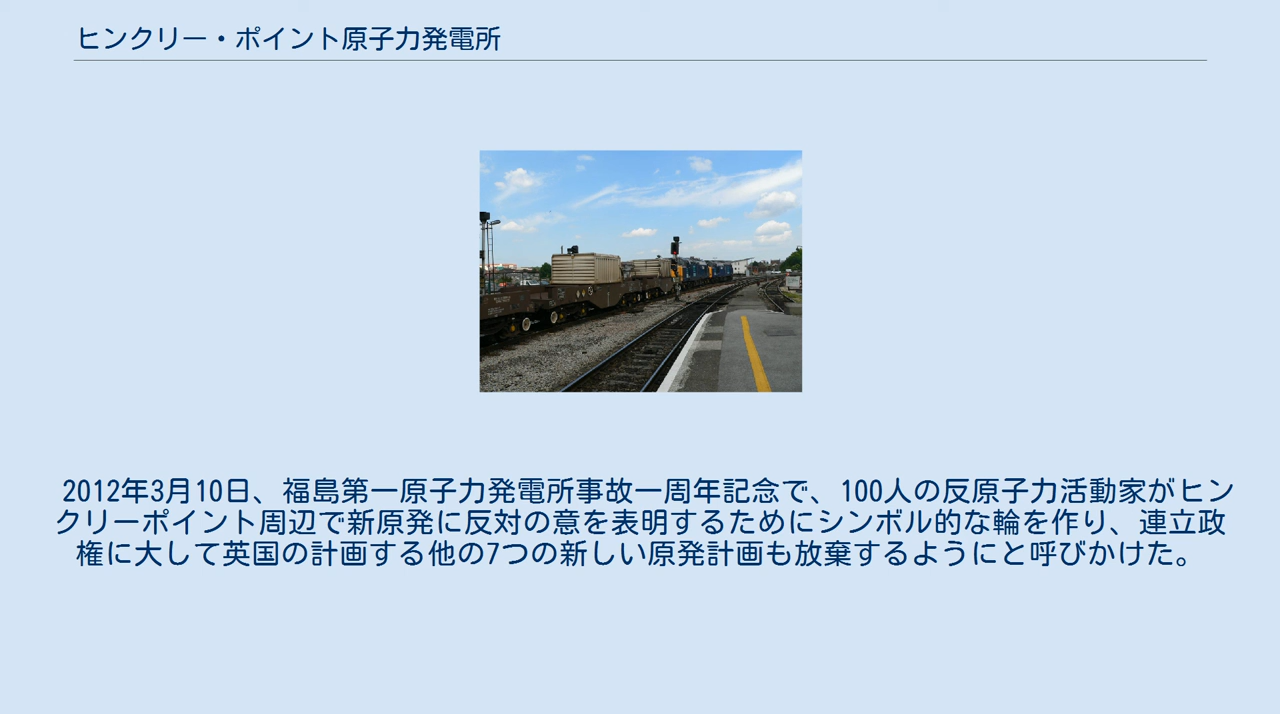 ヒンクリー・ポイント原子力発電所
2012年3月10日、福島第一原子力発電所事故一周年記念で、100人の反原子力活動家がヒン
クリーポイント周辺で新原発に反対の意を表明するためにシンボル的な輪を作り、連立政
権に大して英国の計画する他の7つの新しい原発計画も放棄するようにと呼びかけた。